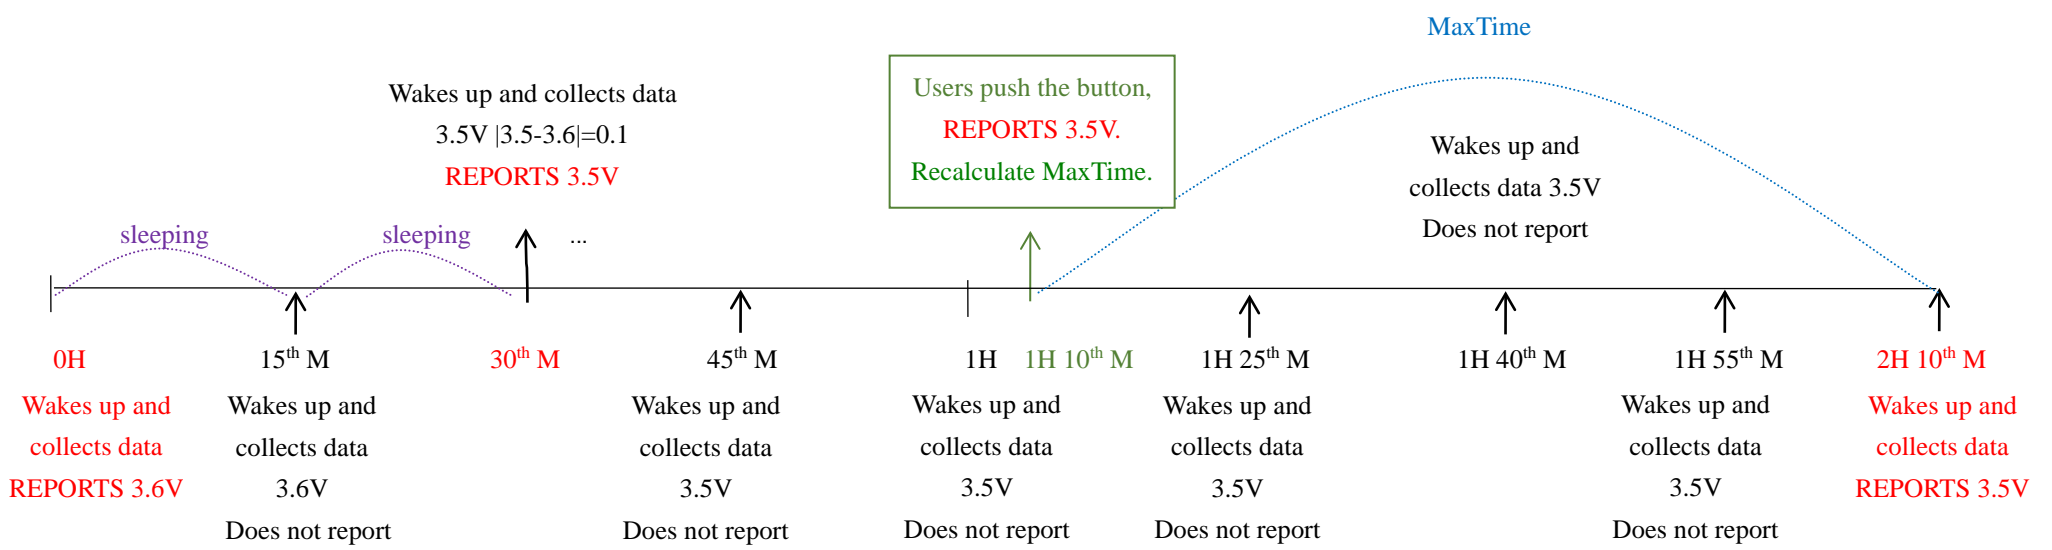 MaxTime
Wakes up and collects data
3.5V |3.5-3.6|=0.1
REPORTS 3.5V
Users push the button,
REPORTS 3.5V.
Recalculate MaxTime.
Wakes up and
collects data 3.5V
Does not report
sleeping
sleeping
...
0H
Wakes up and
collects data
REPORTS 3.6V
15th M
Wakes up and
collects data
3.6V
Does not report
30th M
45th M
Wakes up and
collects data
3.5V
Does not report
1H
Wakes up and
collects data
3.5V
Does not report
1H 10th M
1H 25th M
Wakes up and
collects data
3.5V
Does not report
1H 40th M
1H 55th M
Wakes up and
collects data
3.5V
Does not report
2H 10th M
Wakes up and
collects data
REPORTS 3.5V